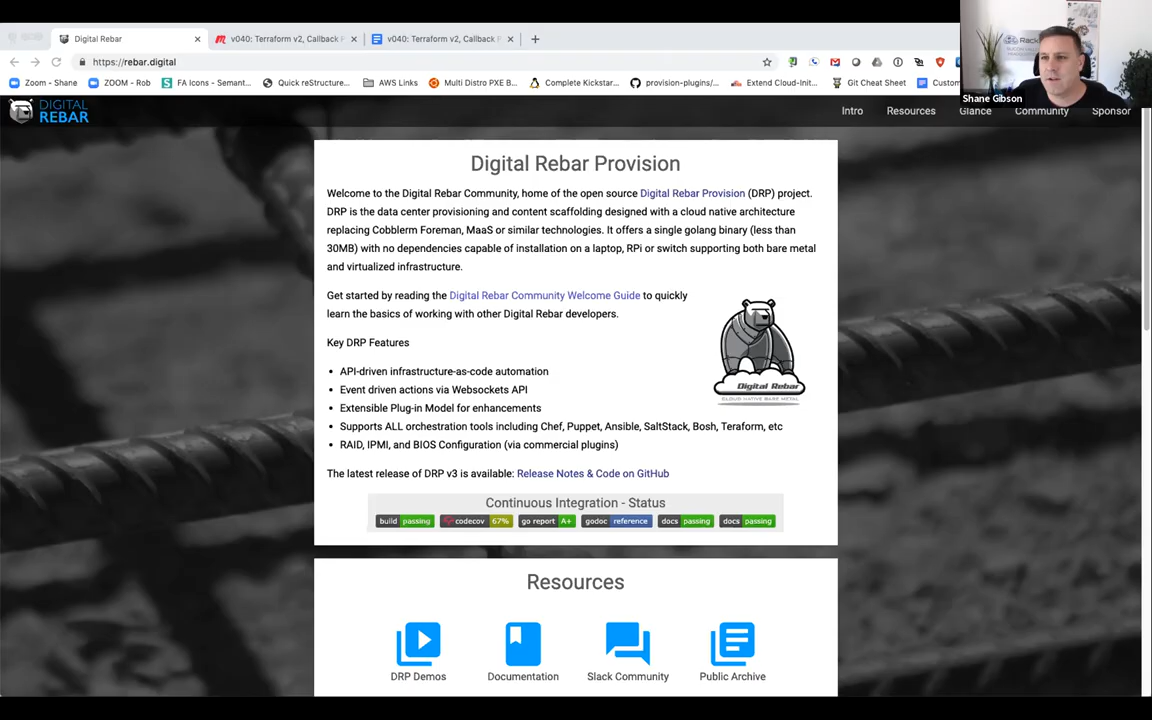 Digital Rebar
v040: Terraform v2, Callback P
v040: Terraform v2, Callback P
https://rebar.digital
Zoom - Shane
ZOOM - Rob
FA Icons - Semant...
Quick reStructure...
AWS Links
Multi Distro PXE B...
Complete Kickstar...
provision-plugins/...
Extend Cloud-Init...
Git Cheat Sheet
Custom
Shane Gibson
DIGITAL
REBAR
Intro
Resources
Glance
Community
Sponsor
Digital Rebar Provision
Welcome to the Digital Rebar Community, home of the open source Digital Rebar Provision (DRP) project.
DRP is the data center provisioning and content scaffolding designed with a cloud native architecture
replacing Cobblerm Foreman, MaaS or similar technologies. It offers a single golang binary (less than
30MB) with no dependencies capable of installation on a laptop, RPi or switch supporting both bare metal
and virtualized infrastructure.
Get started by reading the Digital Rebar Community Welcome Guide to quickly
learn the basics of working with other Digital Rebar developers.
Key DRP Features
• API-driven infrastructure-as-code automation
• Event driven actions via Websockets API
• Extensible Plug-in Model for enhancements
• Supports ALL orchestration tools including Chef, Puppet, Ansible, SaltStack, Bosh, Teraform, etc
• RAID, IPMI, and BIOS Configuration (via commercial plugins)
Digital Rebar
CLOUD NATIVE BARE METAL
The latest release of DRP v3 is available: Release Notes & Code on GitHub
Continuous Integration - Status
build passing
codecov 67%
go report A+
godoc reference
docs passing
docs passing
Resources
DRP Demos
Documentation
Slack Community
Public Archive